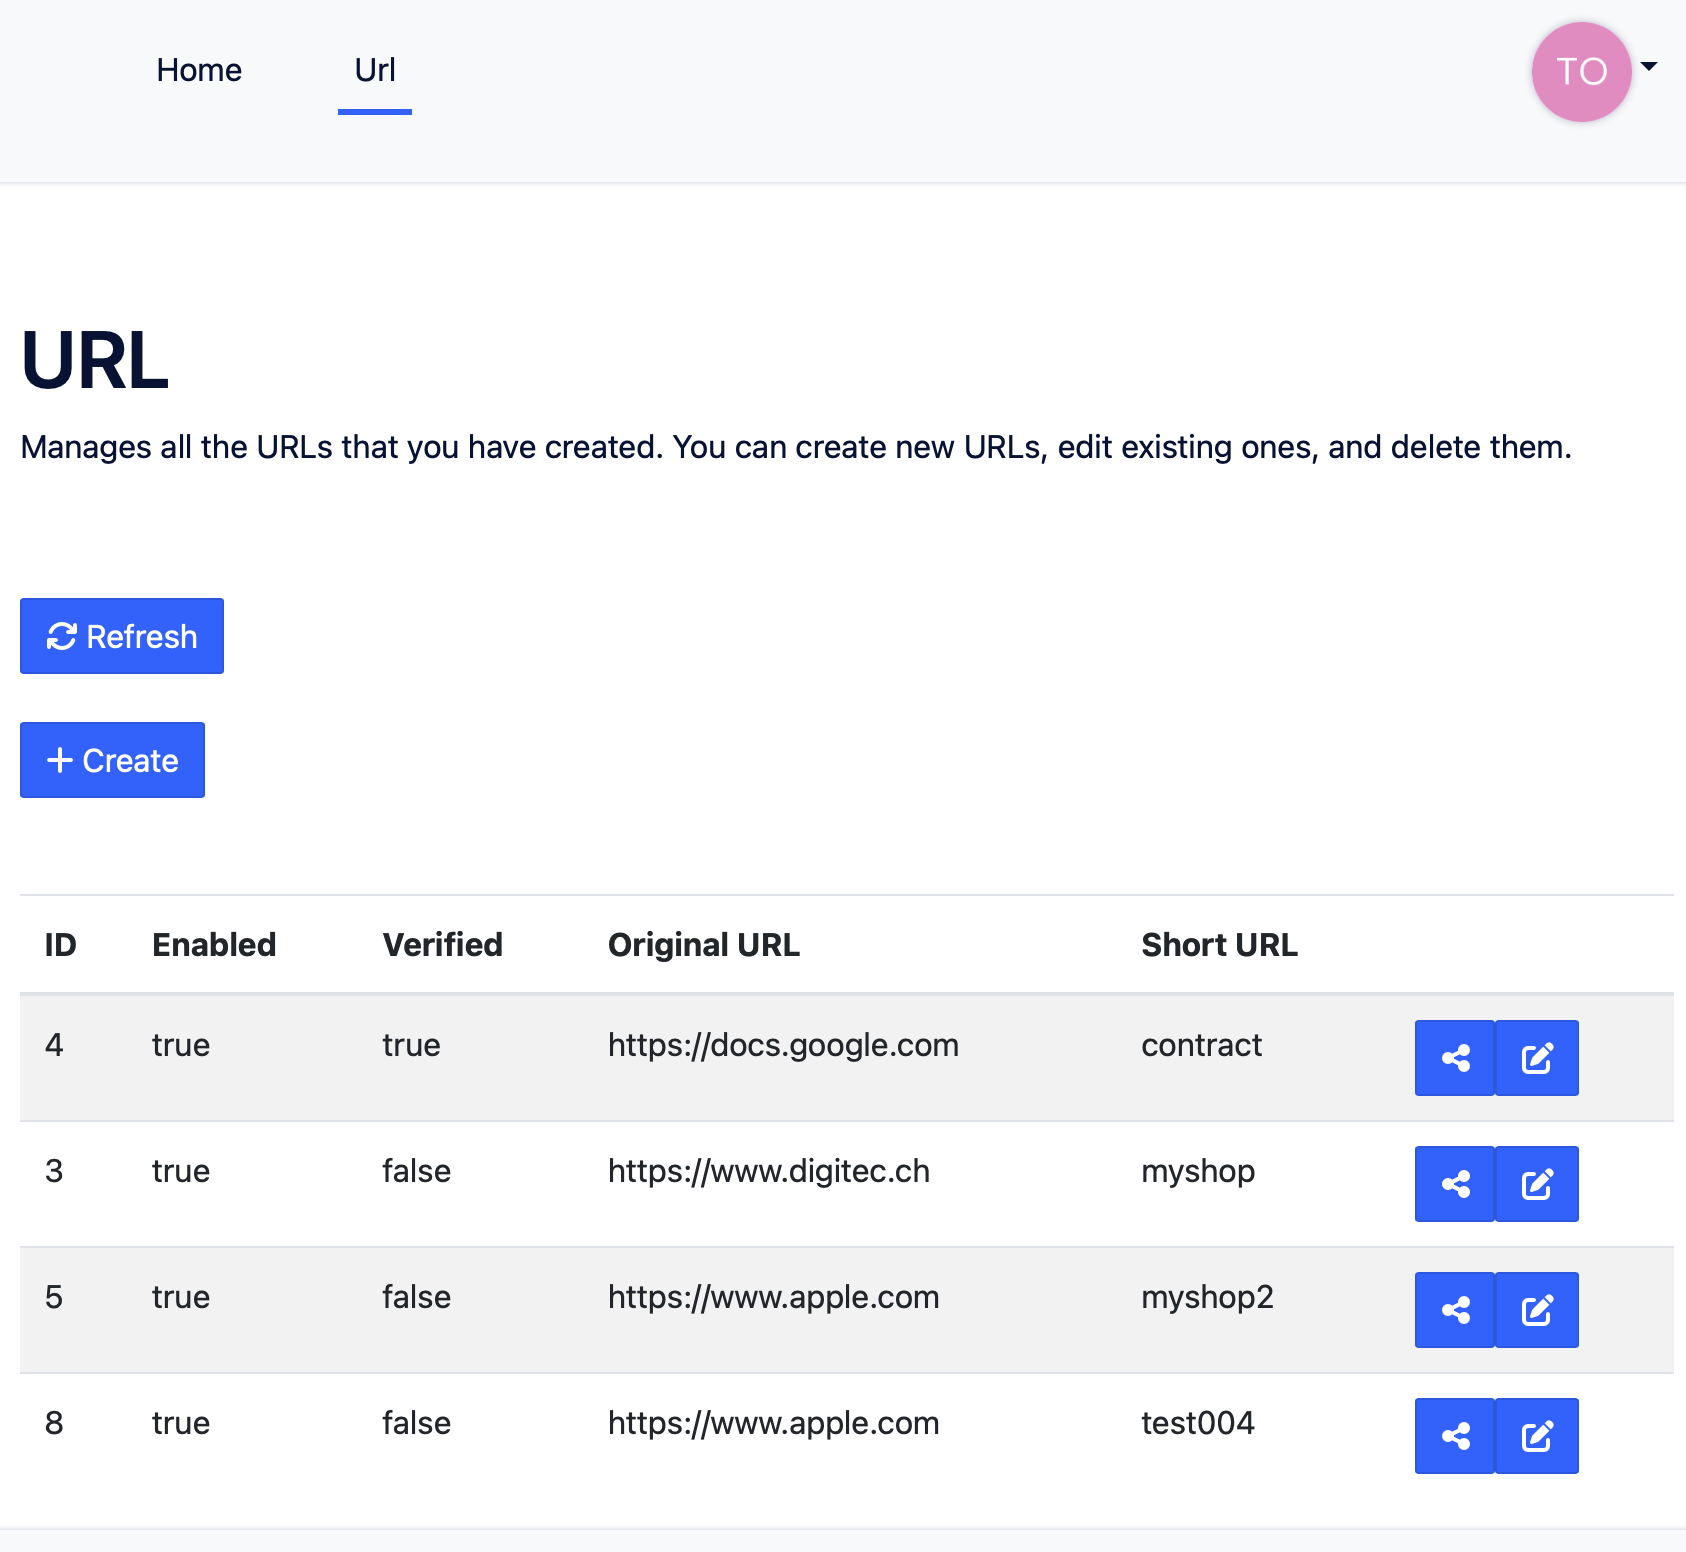 Home Url TO
URL
Manages all the URLs that you have created. You can create new URLs, edit existing ones, and delete them.
Refresh
Create
ID Enabled Verified Original URL Short URL
4 true true https://docs.google.com contract
3 true false https://www.digitec.ch myshop
5 true false https://www.apple.com myshop2
8 true false https://www.apple.com test004